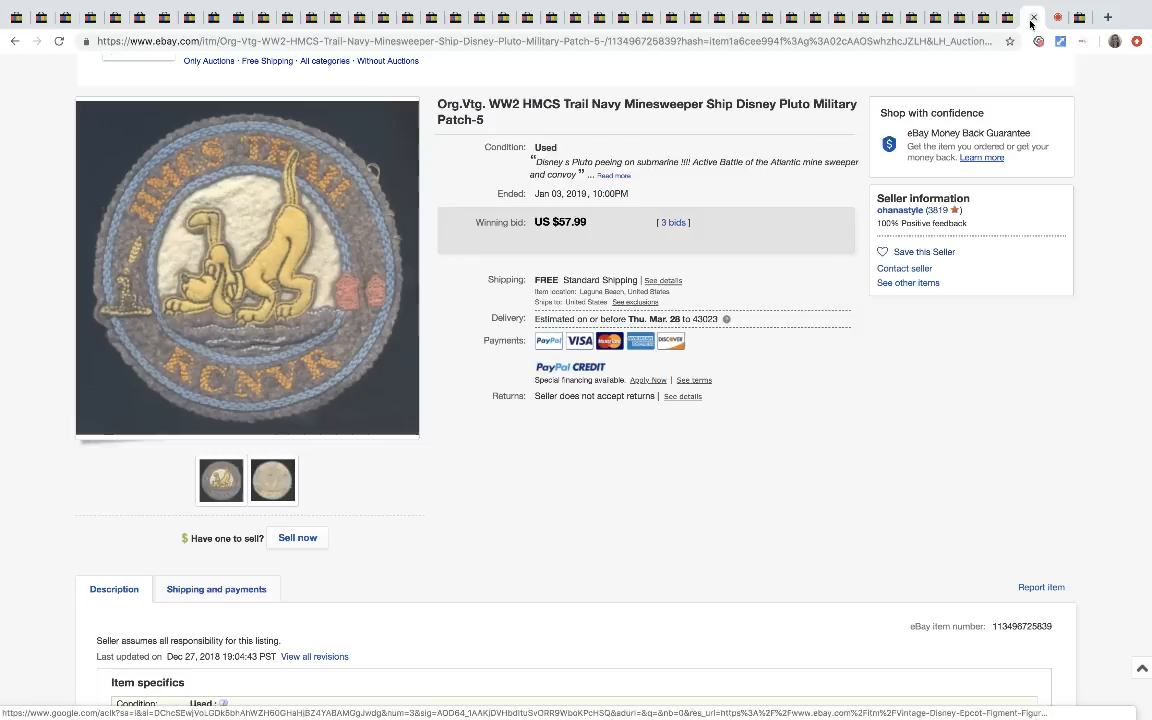 https://www.ebay.com/itm/Org-Vtg-WW2-HMCS-Trail-Navy-Minesweeper-Ship-Disney-Pluto-Military-Patch-5-/113496725839?hash=item1a6cee994f%3Ag%3A02cAAOSwhzhcJZLH&LH_Auction...
Only Auctions · Free Shipping · All categories · Without Auctions
Org.Vtg. WW2 HMCS Trail Navy Minesweeper Ship Disney Pluto Military
Patch-5
Condition: Used
“Disney s Pluto peeing on submarine !!!! Active Battle of the Atlantic mine sweeper
and convoy ” ... Read more
Ended: Jan 03, 2019 , 10:00PM
Winning bid: US $57.99 [ 3 bids ]
Shipping: FREE Standard Shipping | See details
Item location: Laguna Beach, United States
Ships to: United States See exclusions
Delivery: Estimated on or before Thu. Mar. 28 to 43023
Payments: PayPal VISA MasterCard AMERICAN EXPRESS DISCOVER
PayPal CREDIT
Special financing available. Apply Now | See terms
Returns: Seller does not accept returns | See details
Shop with confidence
eBay Money Back Guarantee
Get the item you ordered or get your
money back. Learn more
Seller information
ohanastyle (3819 )
100% Positive feedback
Save this Seller
Contact seller
See other items
$ Have one to sell? Sell now
Description Shipping and payments Report item
eBay item number: 113496725839
Seller assumes all responsibility for this listing.
Last updated on Dec 27, 2018 19:04:43 PST View all revisions
Item specifics
Condition: Used :